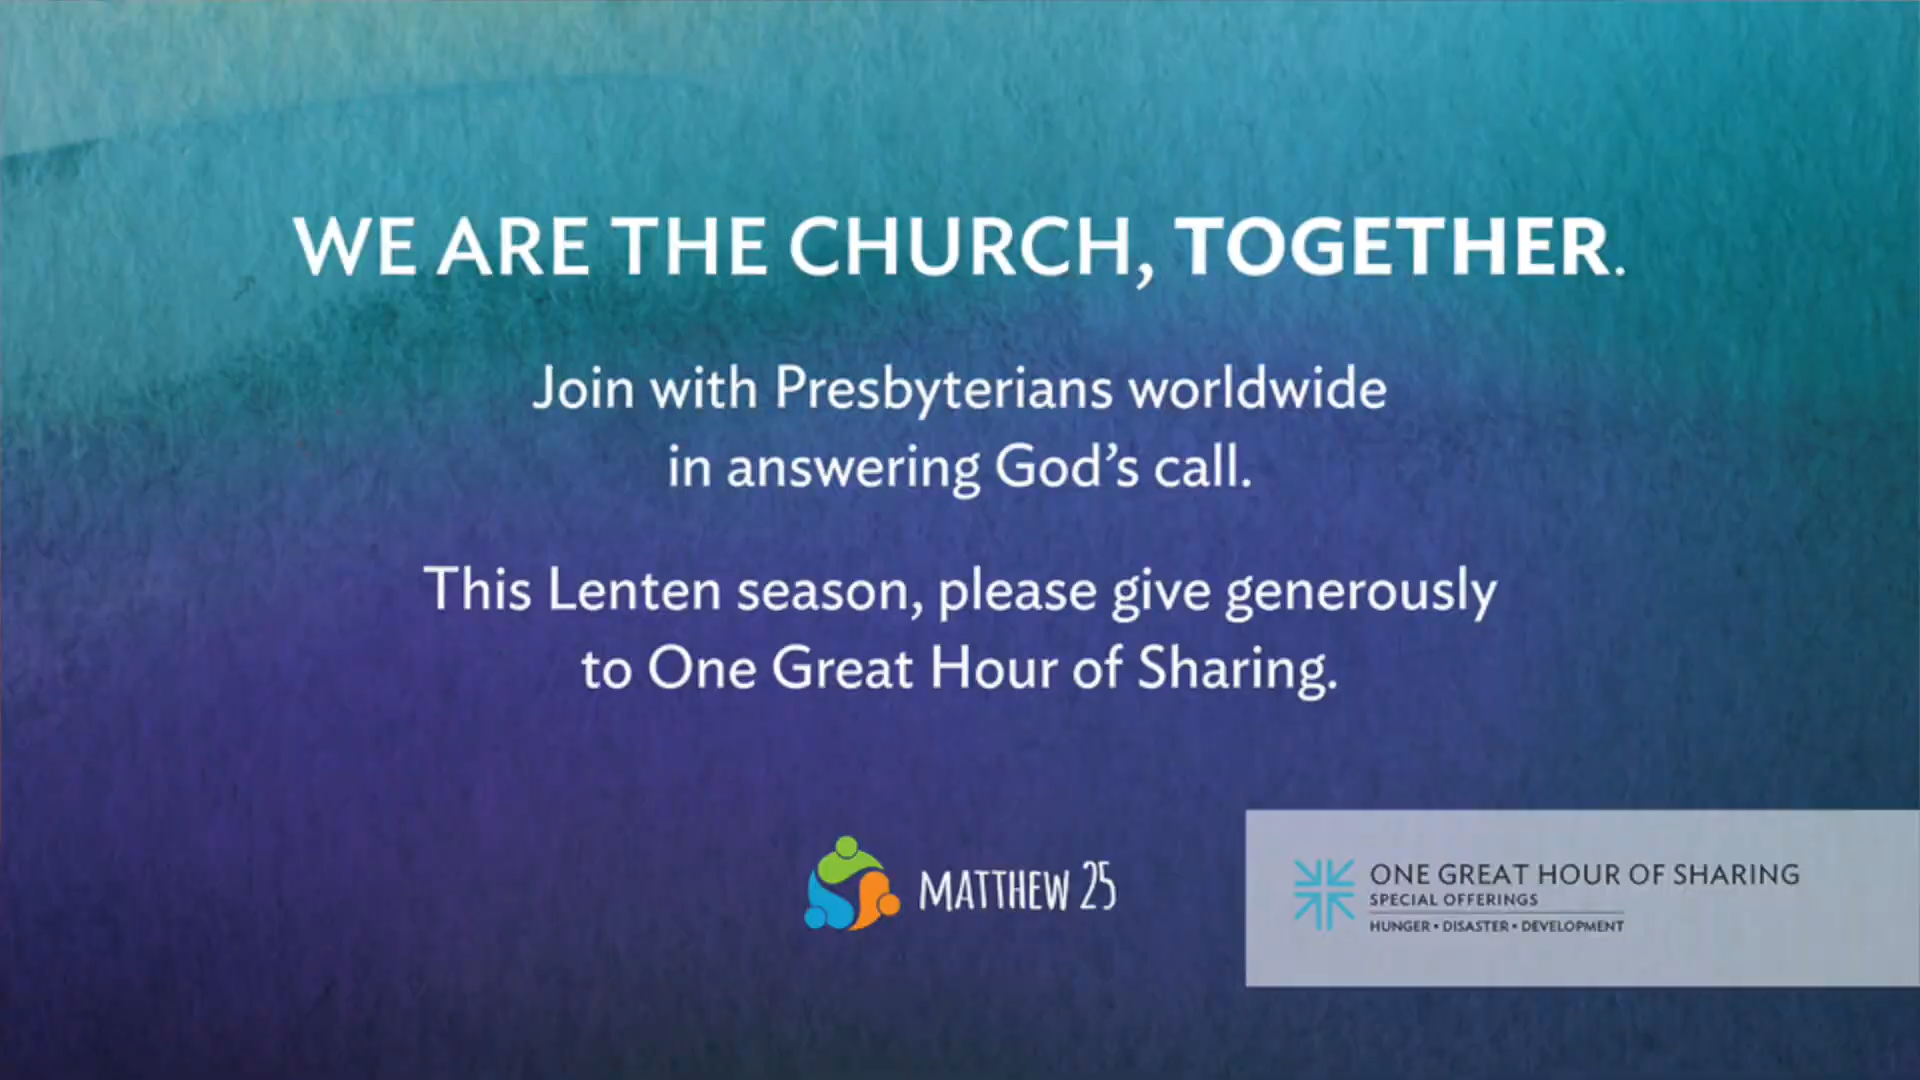 WE ARE THE CHURCH, TOGETHER.
Join with Presbyterians worldwide
in answering God’s call.
This Lenten season, please give generously
to One Great Hour of Sharing.
MATTHEW 25
ONE GREAT HOUR OF SHARING
SPECIAL OFFERINGS
HUNGER • DISASTER • DEVELOPMENT